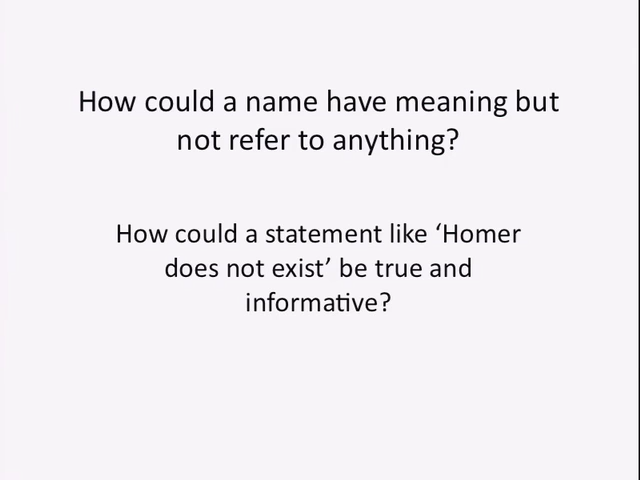 How could a name have meaning but
not refer to anything?
How could a statement like ‘Homer
does not exist’ be true and
informative?